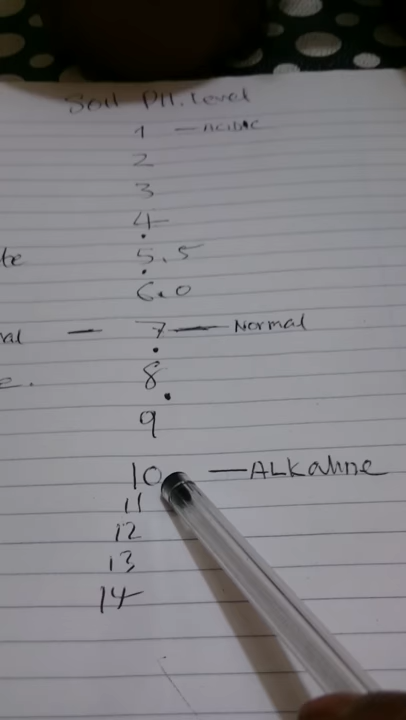 Soil PH. Level
1 — Acidic
2
3
4
5.5
6.0
7 — Normal
8
9
10 — ALKaline
11
12
13
14